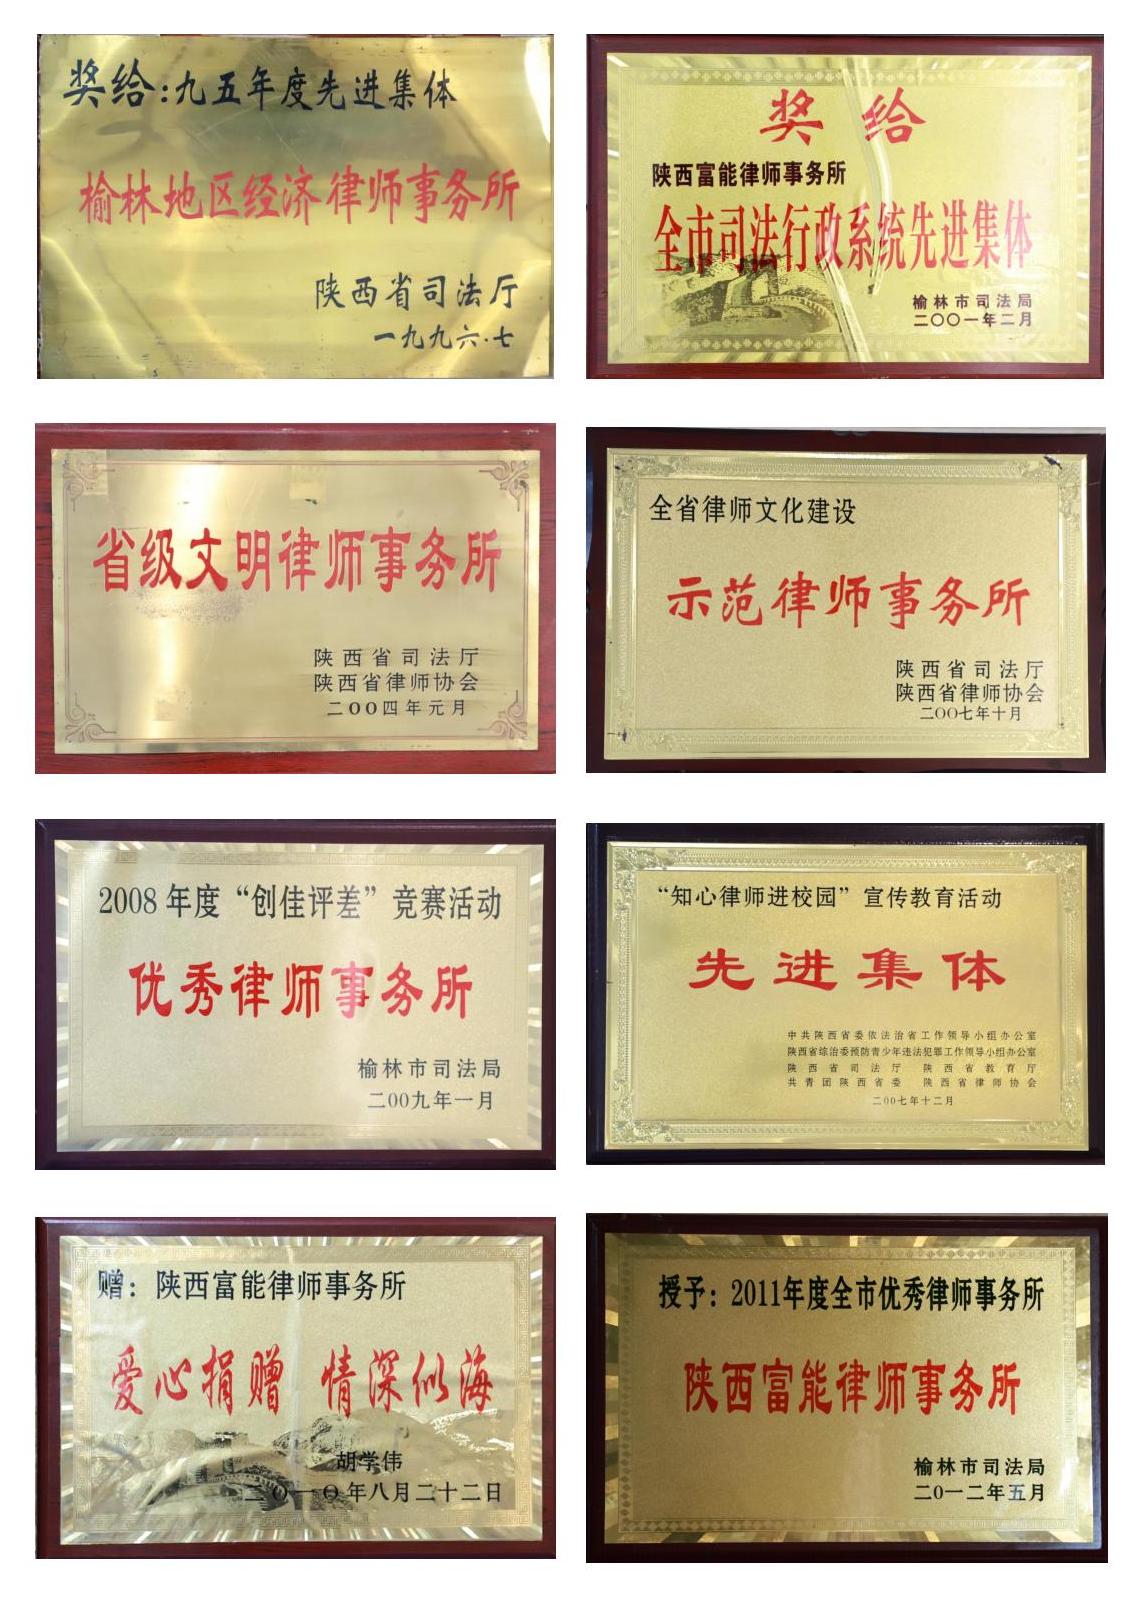 奖给:九五年度先进集体
榆林地区经济律师事务所
陕西省司法厅
一九九六·七
奖给
陕西富能律师事务所
全市司法行政系统先进集体
榆林市司法局
二〇〇一年二月
省级文明律师事务所
陕西省司法厅
陕西省律师协会
二〇〇四年元月
全省律师文化建设
示范律师事务所
陕西省司法厅
陕西省律师协会
二〇〇七年十月
2008年度“创佳评差”竞赛活动
优秀律师事务所
榆林市司法局
二〇〇九年一月
“知心律师进校园”宣传教育活动
先进集体
中共陕西省委依法治省工作领导小组办公室
陕西省综治委预防青少年违法犯罪工作领导小组办公室
陕西省司法厅 陕西省教育厅
共青团陕西省委 陕西省律师协会
二〇〇七年十二月
赠：陕西富能律师事务所
爱心捐赠 情深似海
胡学伟
二〇一〇年八月二十二日
授予：2011年度全市优秀律师事务所
陕西富能律师事务所
榆林市司法局
二〇一二年五月